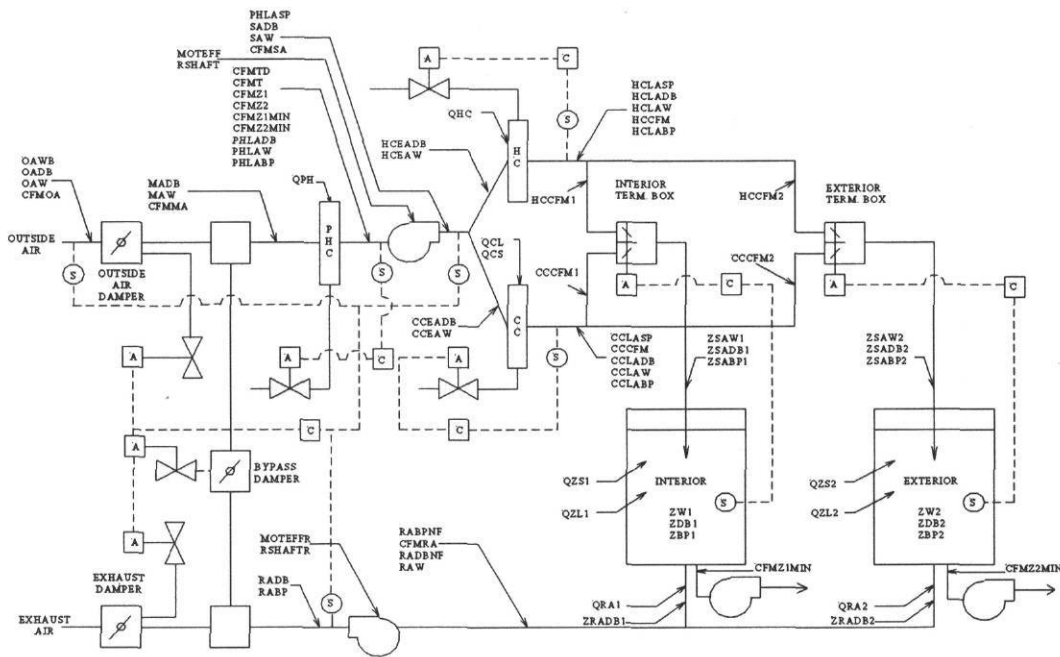 PHLASP
SADB
SAW
CFMSA
MOTEFF
RSHAFT
CFMTD
CFMT
CFMZ1
CFMZ2
CFMZ1MIN
CFMZ2MIN
PHLADB
PHLAW
PHLABP
A
C
S
QHC
HC
HCLASP
HCLADB
HCLAW
HCCFM
HCLABP
HCEADB
HCEAW
OAWB
OADB
OAW
CFMOA
MADB
MAW
CFMMA
QPH
PHC
HCCFM1
INTERIOR
TERM. BOX
HCCFM2
EXTERIOR
TERM. BOX
OUTSIDE
AIR
S
OUTSIDE
AIR
DAMPER
S
S
QCL
QCS
CC
CCCFM1
A
C
S
CCCFM2
A
C
CCEADB
CCEAW
CCLASP
CCCFM
CCLADB
CCLAW
CCLABP
ZSAW1
ZSADB1
ZSABP1
ZSAW2
ZSADB2
ZSABP2
A
A
C
A
C
A
C
BYPASS
DAMPER
QZS1
QZL1
INTERIOR
ZW1
ZDB1
ZBP1
S
QZS2
QZL2
EXTERIOR
ZW2
ZDB2
ZBP2
S
A
EXHAUST
DAMPER
MOTEFFR
RSHAFTR
RABPNF
CFMRA
RADBNF
RAW
RADB
RABP
S
CFMZ1MIN
QRA1
ZRADB1
CFMZ2MIN
QRA2
ZRADB2
EXHAUST
AIR